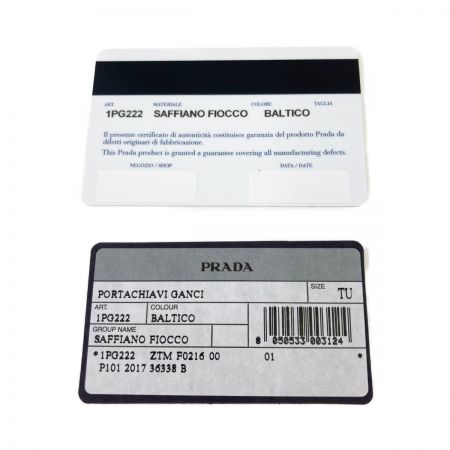 ART. MATERIALE COLORE TAGLIA
1PG222 SAFFIANO FIOCCO BALTICO
Il presente certificato di autenticità costituisce garanzia del prodotto Prada da
difetti originari di fabbricazione.
This Prada product is granted a guarantee covering all manufacturing defects.
NEGOZIO / SHOP DATA / DATE
PRADA
PORTACHIAVI GANCI SIZE TU
ART. COLOUR
1PG222 BALTICO
GROUP NAME
SAFFIANO FIOCCO 8 050533 003124
*1PG222 ZTM F0216 00 01 *
P101 2017 36338 B